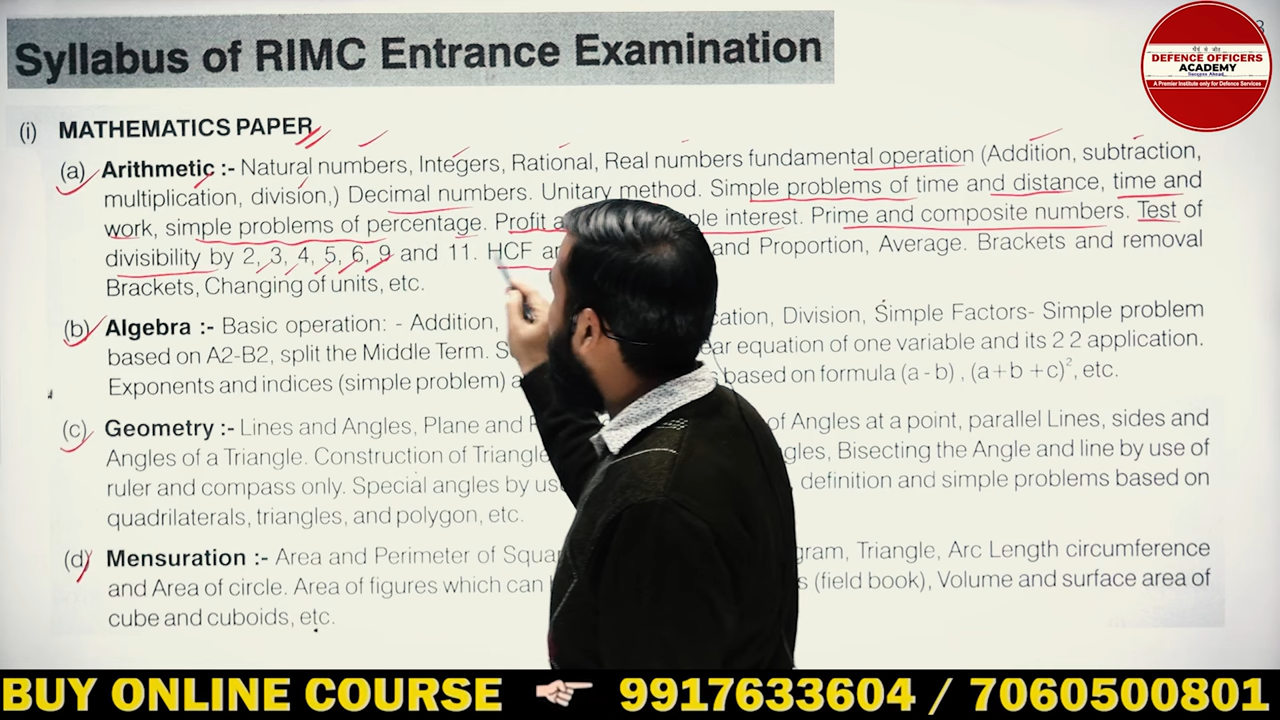 Syllabus of RIMC Entrance Examination
3
धैर्य से जीत
DEFENCE OFFICERS
ACADEMY
Success Ahead...
A Premier Institute only for Defence Services
(i) MATHEMATICS PAPER
(a) Arithmetic :- Natural numbers, Integers, Rational, Real numbers fundamental operation (Addition, subtraction,
multiplication, division,) Decimal numbers. Unitary method. Simple problems of time and distance, time and
work, simple problems of percentage. Profit interest. Prime and composite numbers. Test of
divisibility by 2, 3, 4, 5, 6, 9 and 11. HCF and Proportion, Average. Brackets and removal
Brackets, Changing of units, etc.
(b) Algebra :- Basic operation: - Addition, Division, Simple Factors- Simple problem
based on A2-B2, split the Middle Term. equation of one variable and its 2 2 application.
Exponents and indices (simple problem) based on formula (a - b) , (a + b + c)², etc.
(c) Geometry :- Lines and Angles, Plane and of Angles at a point, parallel Lines, sides and
Angles of a Triangle. Construction of Bisecting the Angle and line by use of
ruler and compass only. Special angles by definition and simple problems based on
quadrilaterals, triangles, and polygon, etc.
(d) Mensuration :- Area and Perimeter of Triangle, Arc Length circumference
and Area of circle. Area of figures which can (field book), Volume and surface area of
cube and cuboids, etc.
BUY ONLINE COURSE 9917633604 / 7060500801